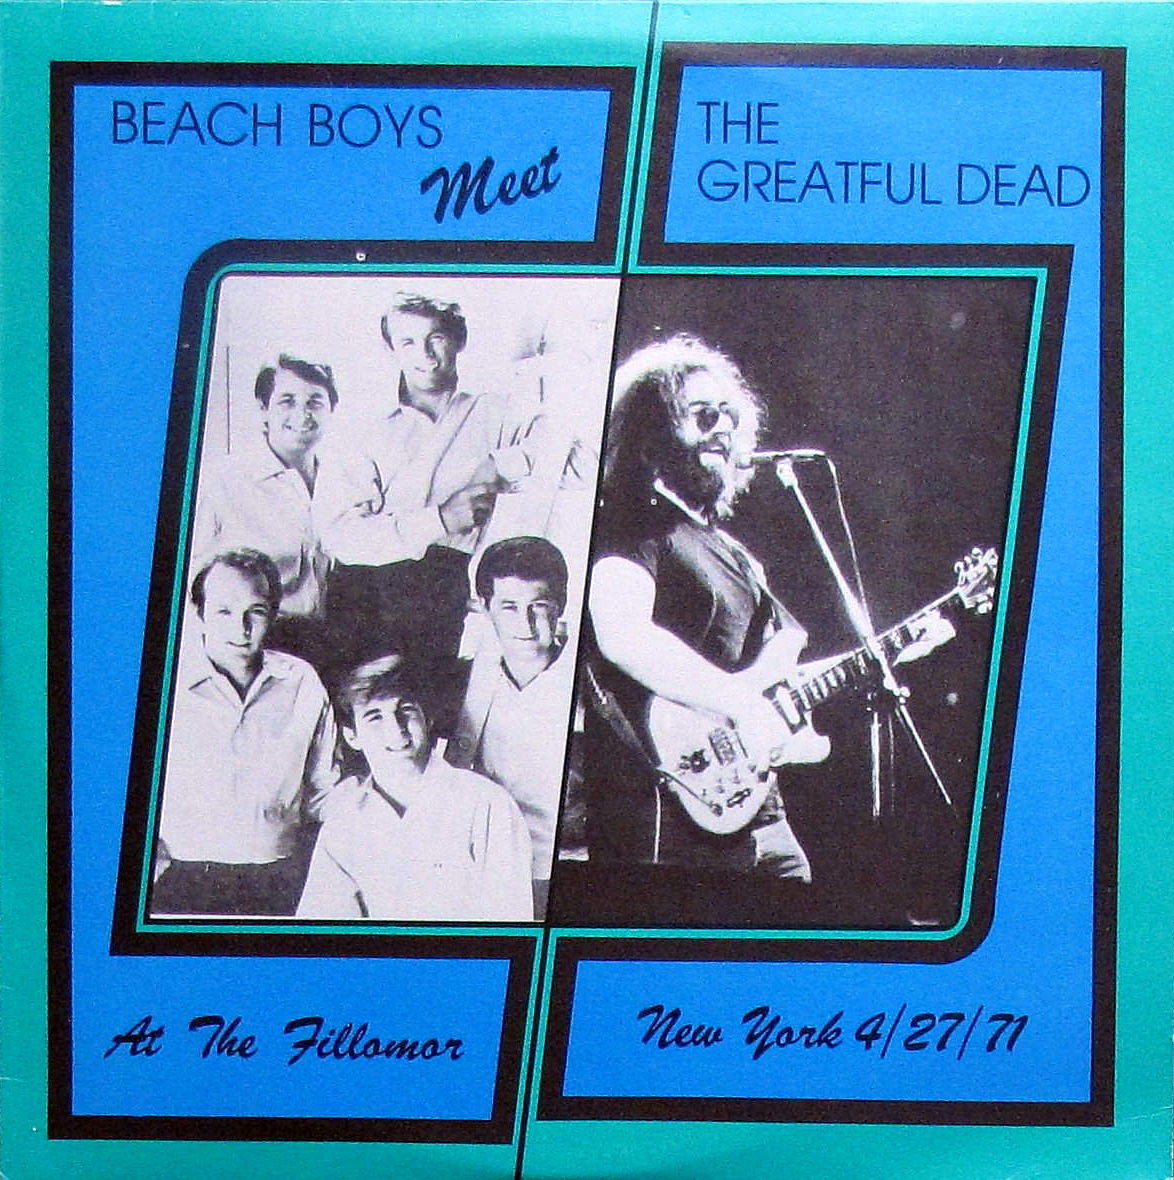 BEACH BOYS
Meet
THE
GREATFUL DEAD
At The Fillomor
New York 4/27/71